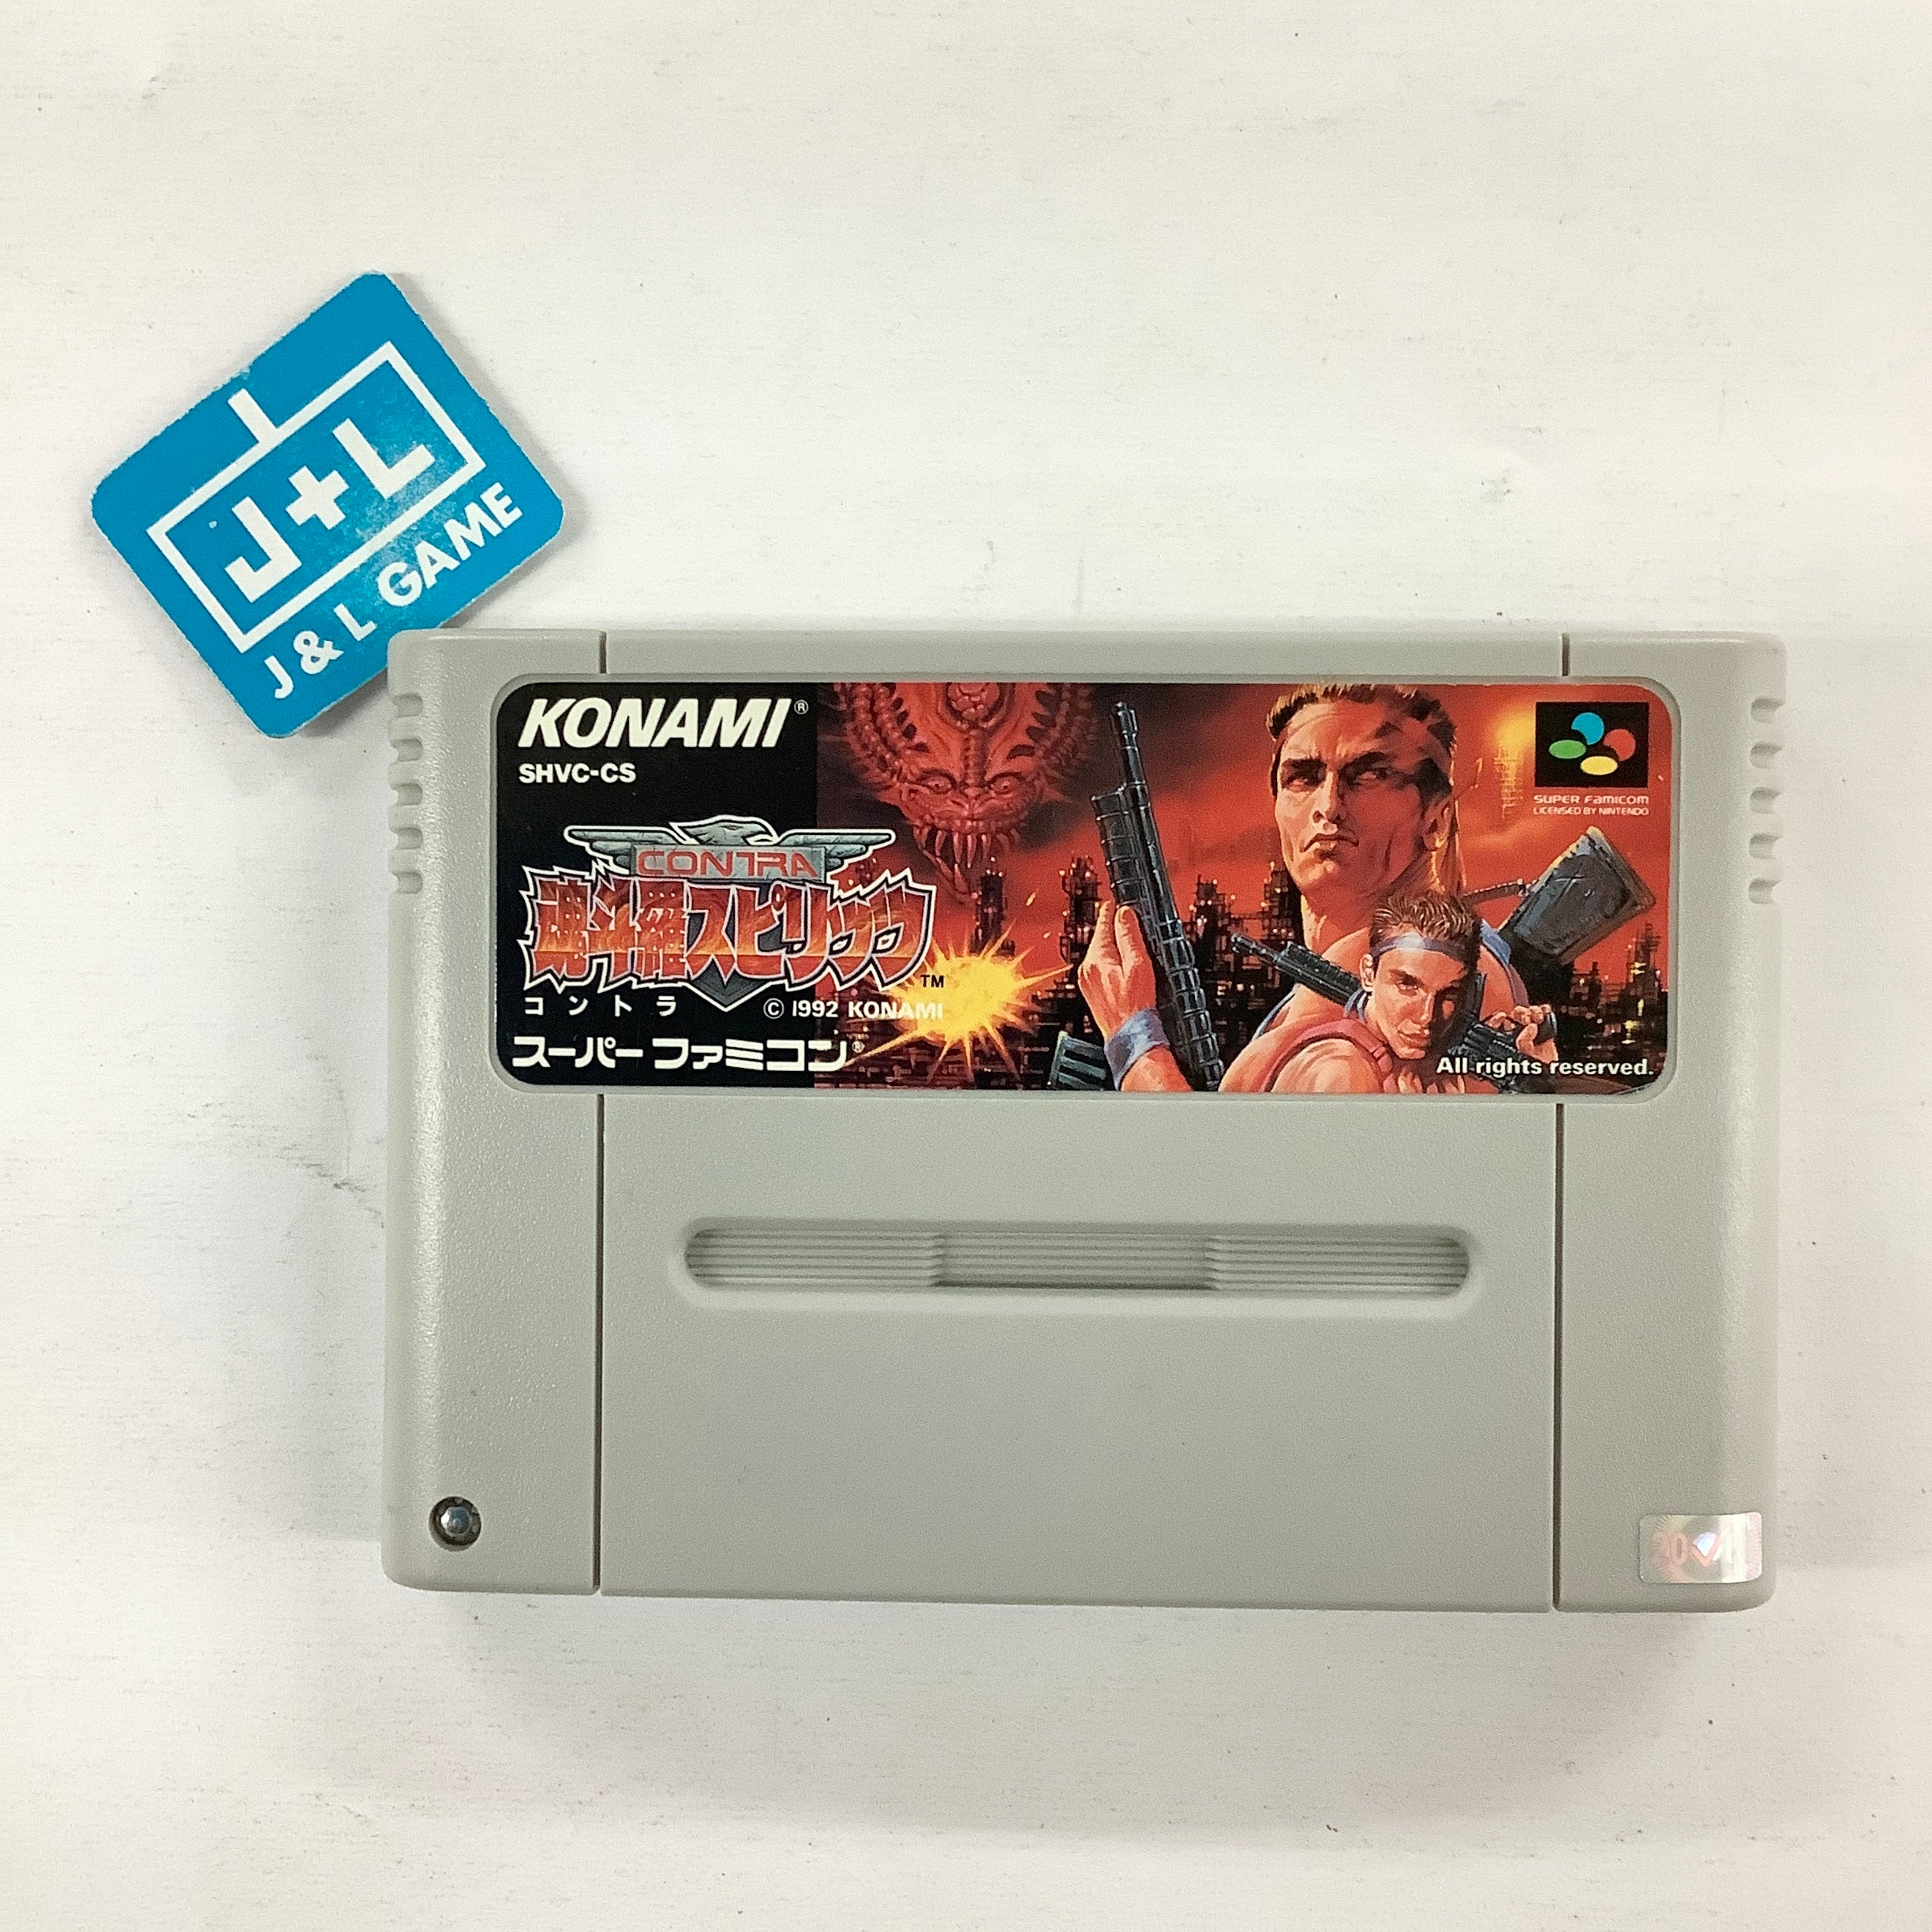 J+L
J & L GAME
KONAMI®
SHVC-CS
CONTRA
魂斗羅スピリッツ
TM
コントラ
© 1992 KONAMI
スーパーファミコン®
SUPER FAMICOM
LICENSED BY NINTENDO
All rights reserved.